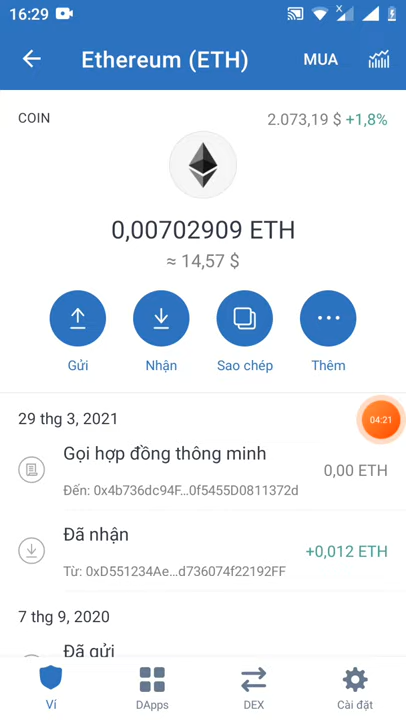 16:29
Ethereum (ETH)
MUA
COIN
2.073,19 $ +1,8%
0,00702909 ETH
≈ 14,57 $
Gửi
Nhận
Sao chép
Thêm
29 thg 3, 2021
04:21
Gọi hợp đồng thông minh
0,00 ETH
Đến: 0x4b736dc94F...0f5455D0811372d
Đã nhận
+0,012 ETH
Từ: 0xD551234Ae...d736074f22192FF
7 thg 9, 2020
Đã gửi
Ví
DApps
DEX
Cài đặt